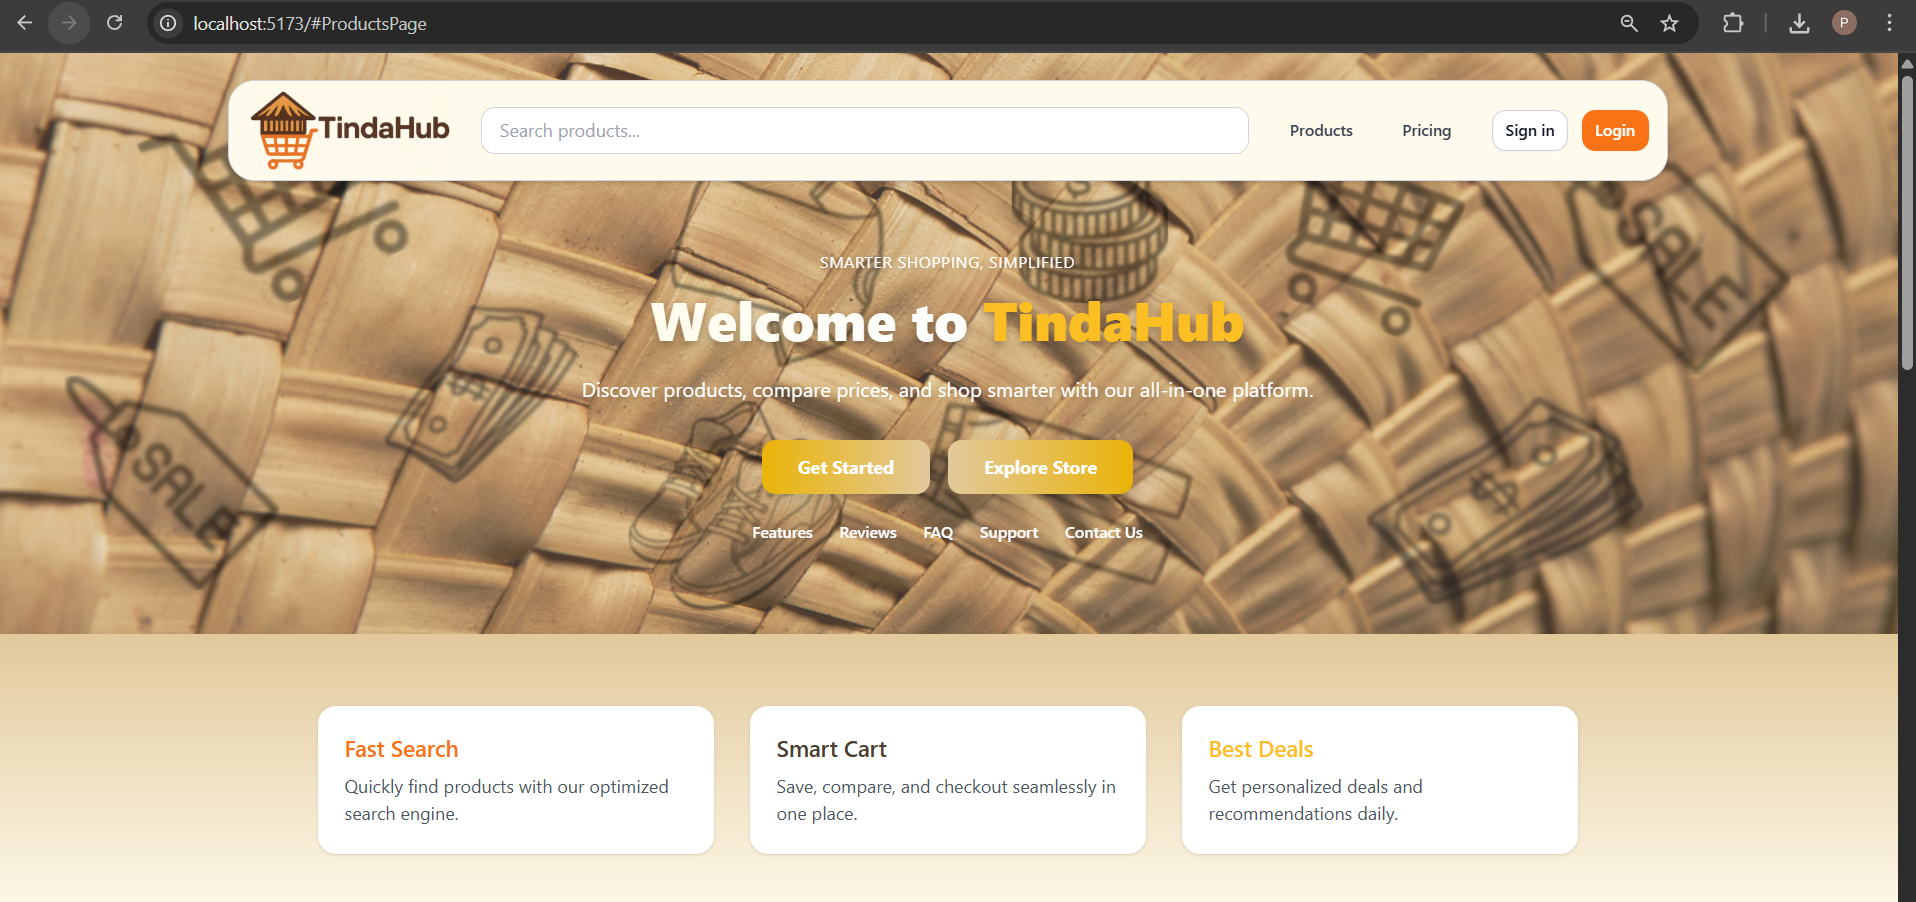 localhost:5173/#ProductsPage
P
TindaHub
Search products...
Products
Pricing
Sign in
Login
SALE
SMARTER SHOPPING, SIMPLIFIED
Welcome to TindaHub
Discover products, compare prices, and shop smarter with our all-in-one platform.
SALE
Get Started
Explore Store
Features
Reviews
FAQ
Support
Contact Us
Fast Search
Quickly find products with our optimized
search engine.
Smart Cart
Save, compare, and checkout seamlessly in
one place.
Best Deals
Get personalized deals and
recommendations daily.